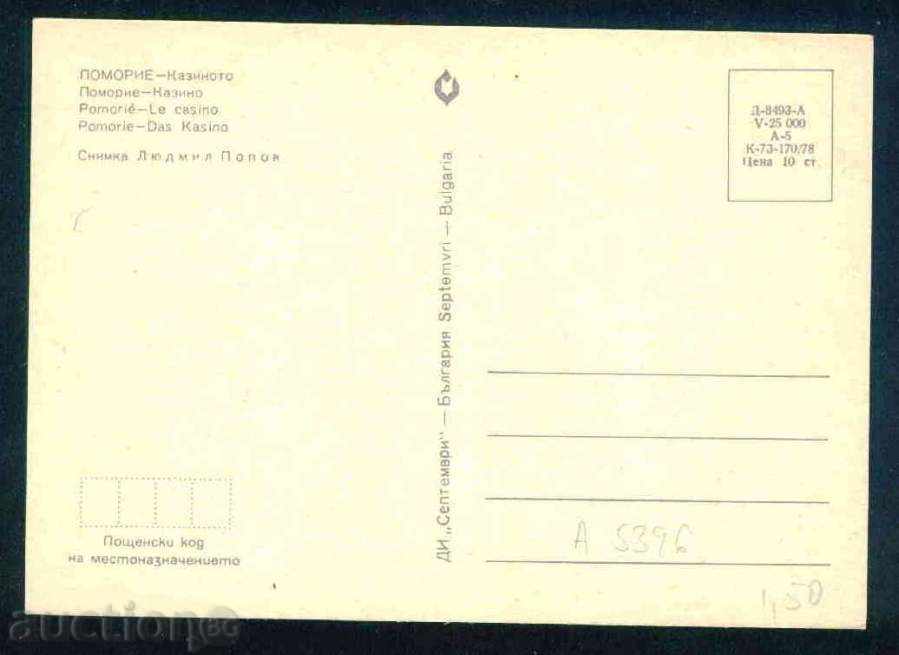 ПОМОРИЕ—Казиното
Поморие—Казино
Pomorié—Le casino
Pomorie—Das Kasino
Снимка Людмил Попов
ДИ „Септември" — България Septemvri — Bulgaria
Д-8493-А
V-25 000
А-5
К-73-170/78
Цена 10 ст.
Пощенски код
на местоназначението
A 5396
1,50
auction BG